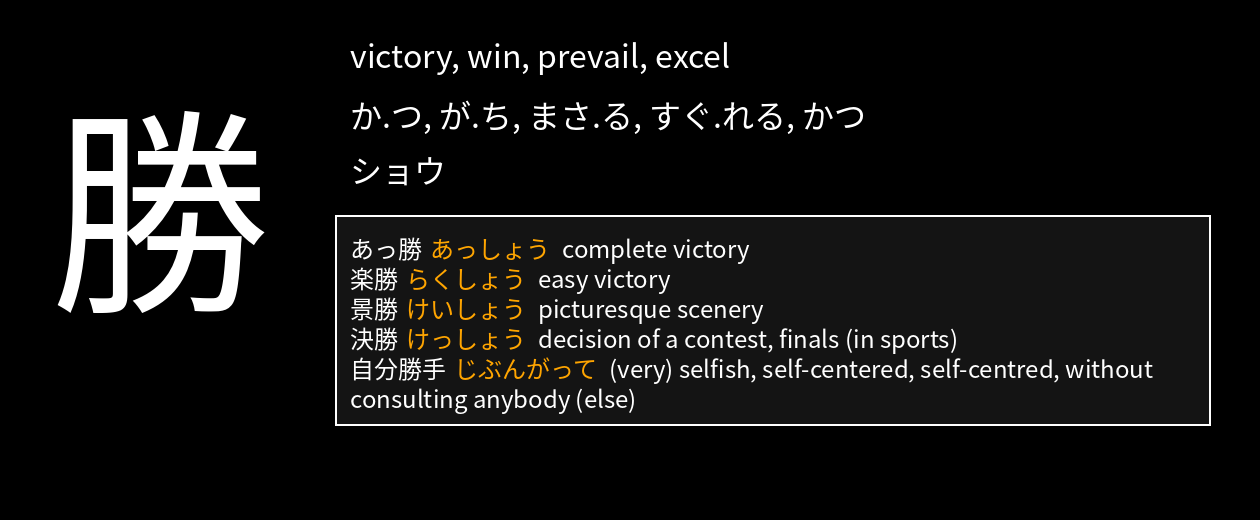 勝
victory, win, prevail, excel
か.つ, が.ち, まさ.る, すぐ.れる, かつ
ショウ
あっ勝 あっしょう complete victory
楽勝 らくしょう easy victory
景勝 けいしょう picturesque scenery
決勝 けっしょう decision of a contest, finals (in sports)
自分勝手 じぶんがって (very) selfish, self-centered, self-centred, without
consulting anybody (else)